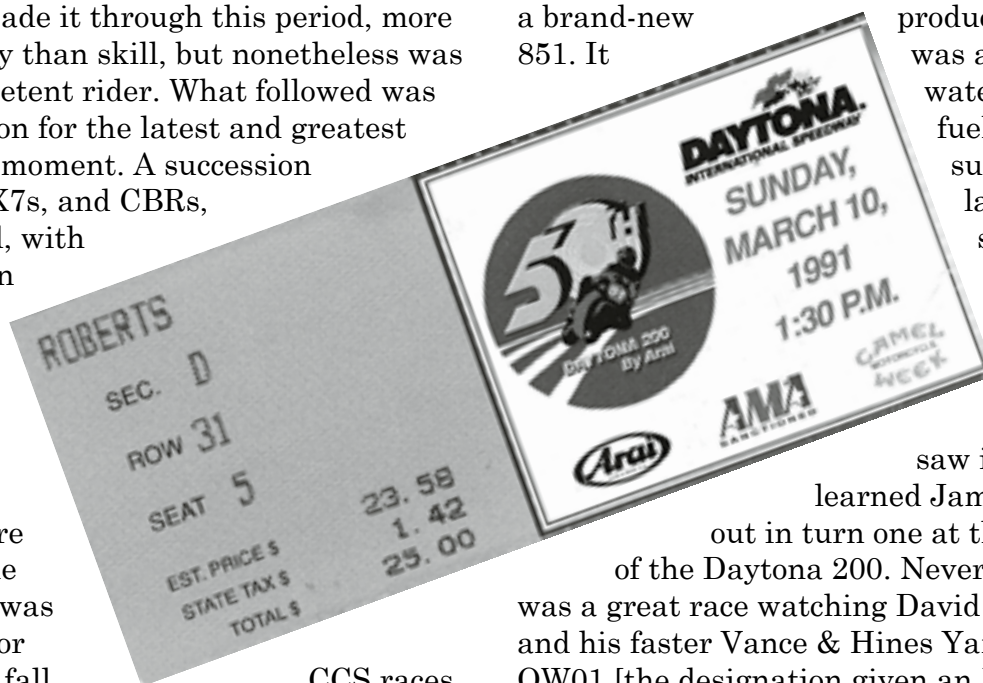 ade it through this period, more
y than skill, but nonetheless was
etent rider. What followed was
on for the latest and greatest
moment. A succession
X7s, and CBRs,
, with
n
re
e
was
or
fall
CCS races
a brand-new
851. It
produc
was a
wate
fuel
su
la
s
saw i
learned Jam
out in turn one at th
of the Daytona 200. Never
was a great race watching David
and his faster Vance & Hines Ya
OW01 [the designation given an
ROBERTS
SEC. D
ROW 31
SEAT 5
EST. PRICE $ 23.58
STATE TAX $ 1.42
TOTAL $ 25.00
50TH
DAYTONA 200
By Arai
Arai
DAYTONA
INTERNATIONAL SPEEDWAY
SUNDAY,
MARCH 10,
1991
1:30 P.M.
CAMEL
MOTORCYCLE
WEEK
AMA
SANCTIONED